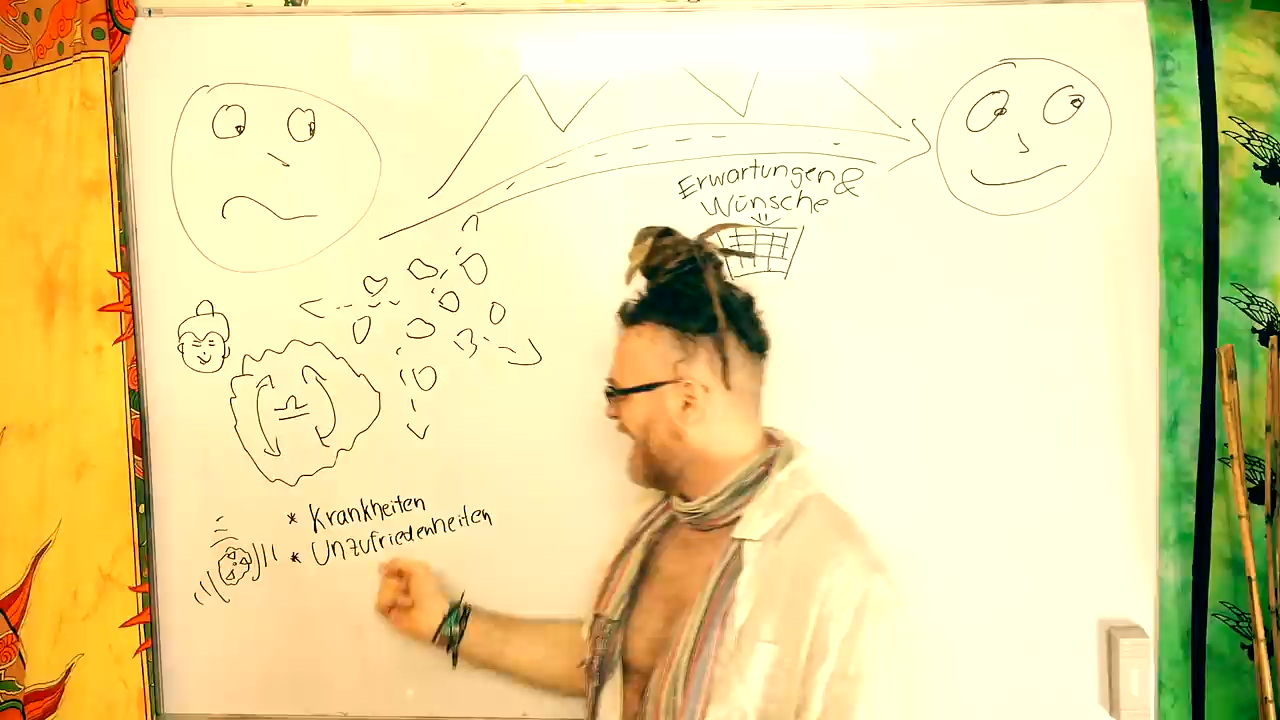 Erwartungen &
Wünsche
* Krankheiten
* Unzufriedenheiten